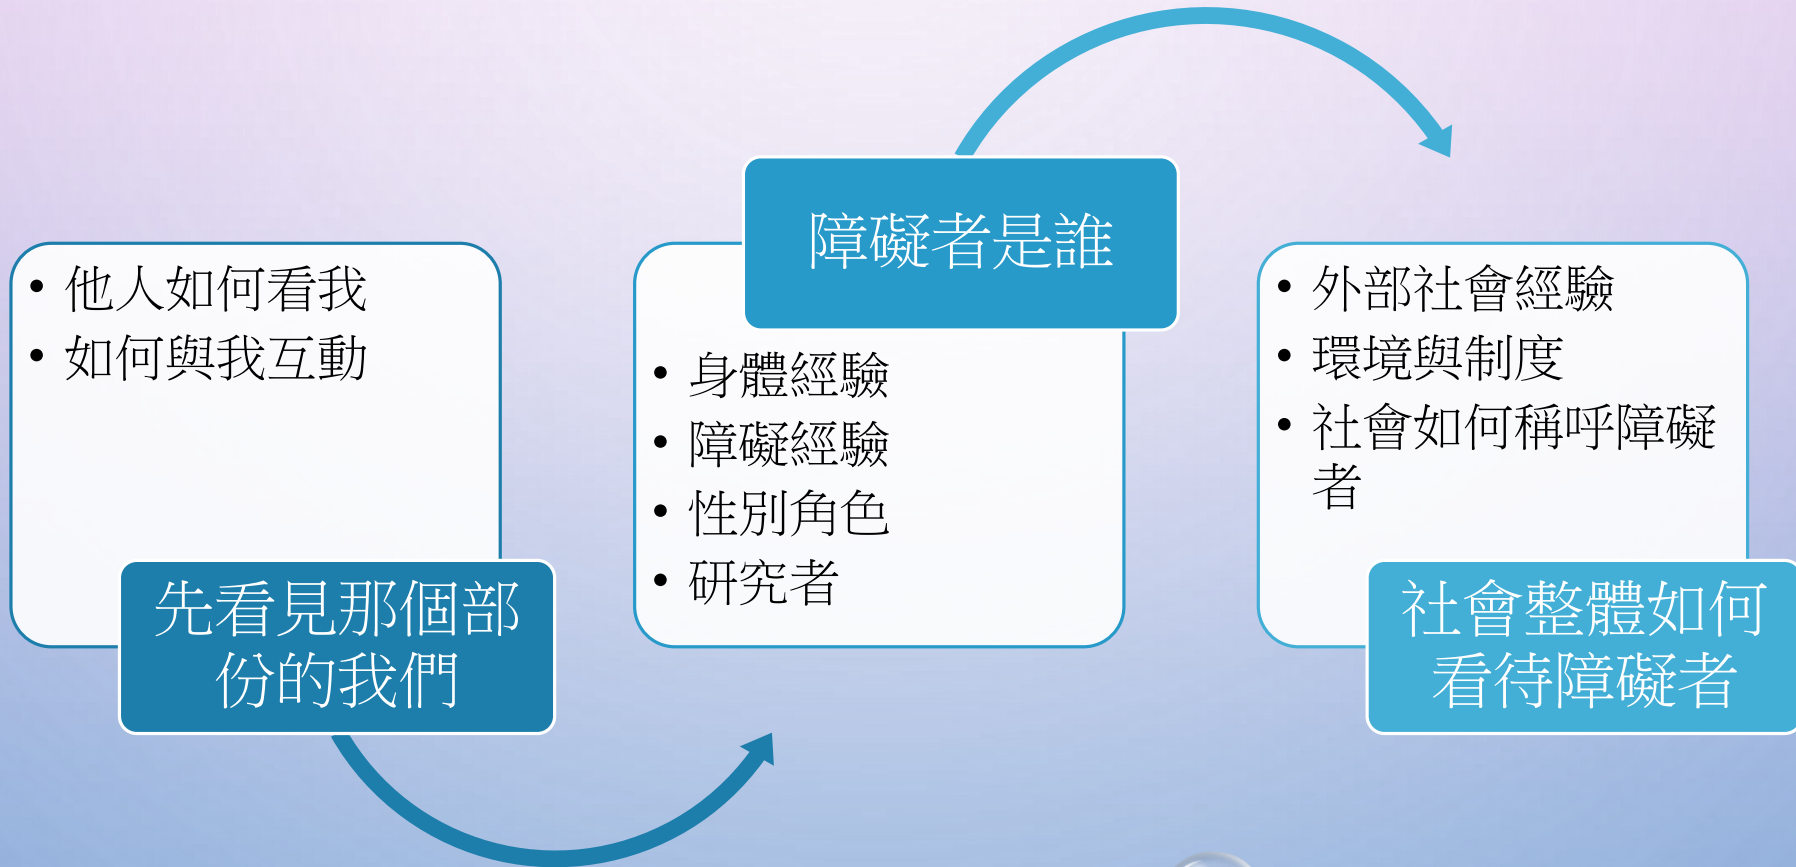 • 他人如何看我
• 如何與我互動
先看見那個部
份的我們
障礙者是誰
• 身體經驗
• 障礙經驗
• 性別角色
• 研究者
• 外部社會經驗
• 環境與制度
• 社會如何稱呼障礙
者
社會整體如何
看待障礙者